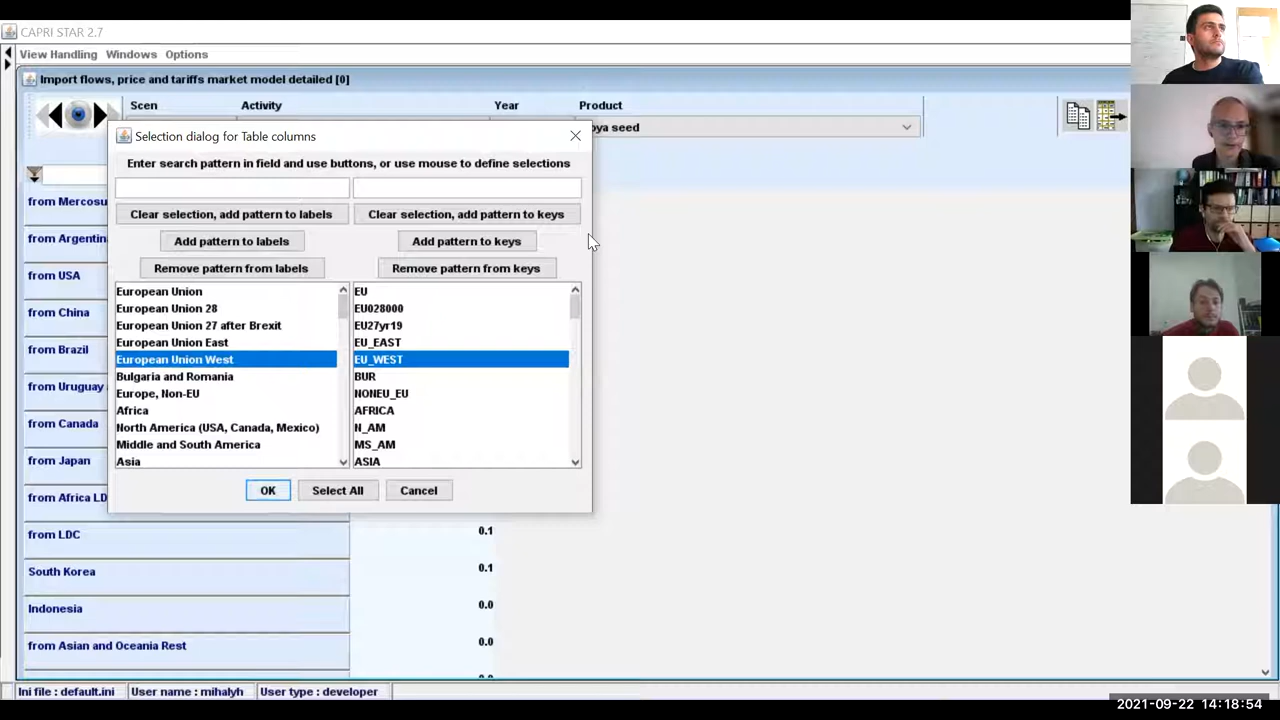 CAPRI STAR 2.7
View Handling Windows Options
Import flows, price and tariffs market model detailed [0]
Scen Activity Year Product
oya seed
Selection dialog for Table columns
Enter search pattern in field and use buttons, or use mouse to define selections
Clear selection, add pattern to labels Clear selection, add pattern to keys
Add pattern to labels Add pattern to keys
Remove pattern from labels Remove pattern from keys
European Union EU
European Union 28 EU028000
European Union 27 after Brexit EU27yr19
European Union East EU_EAST
European Union West EU_WEST
Bulgaria and Romania BUR
Europe, Non-EU NONEU_EU
Africa AFRICA
North America (USA, Canada, Mexico) N_AM
Middle and South America MS_AM
Asia ASIA
OK Select All Cancel
from Mercosu
from Argentin
from USA
from China
from Brazil
from Uruguay
from Canada
from Japan
from Africa LD
from LDC 0.1
South Korea 0.1
Indonesia 0.0
from Asian and Oceania Rest 0.0
Ini file : default.ini User name : mihalyh User type : developer
2021-09-22 14:18:54